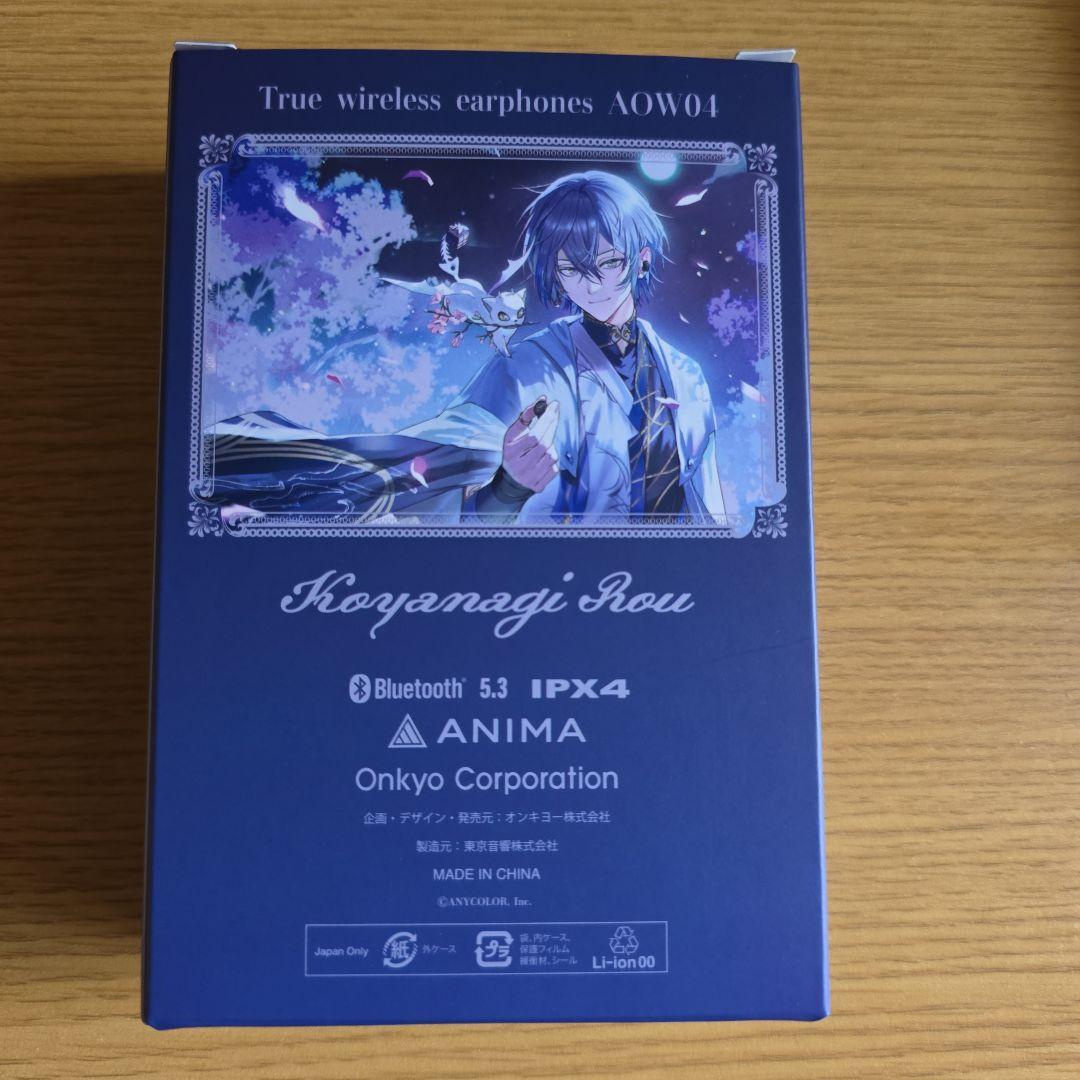 True wireless earphones AOW04
Koyanagi Rou
Bluetooth® 5.3 IPX4
ANIMA
Onkyo Corporation
企画・デザイン・発売元：オンキヨー株式会社
製造元：東京音響株式会社
MADE IN CHINA
©ANYCOLOR, Inc.
Japan Only
紙 外ケース
プラ 袋、内ケース、
保護フィルム
緩衝材、シール
Li-ion 00